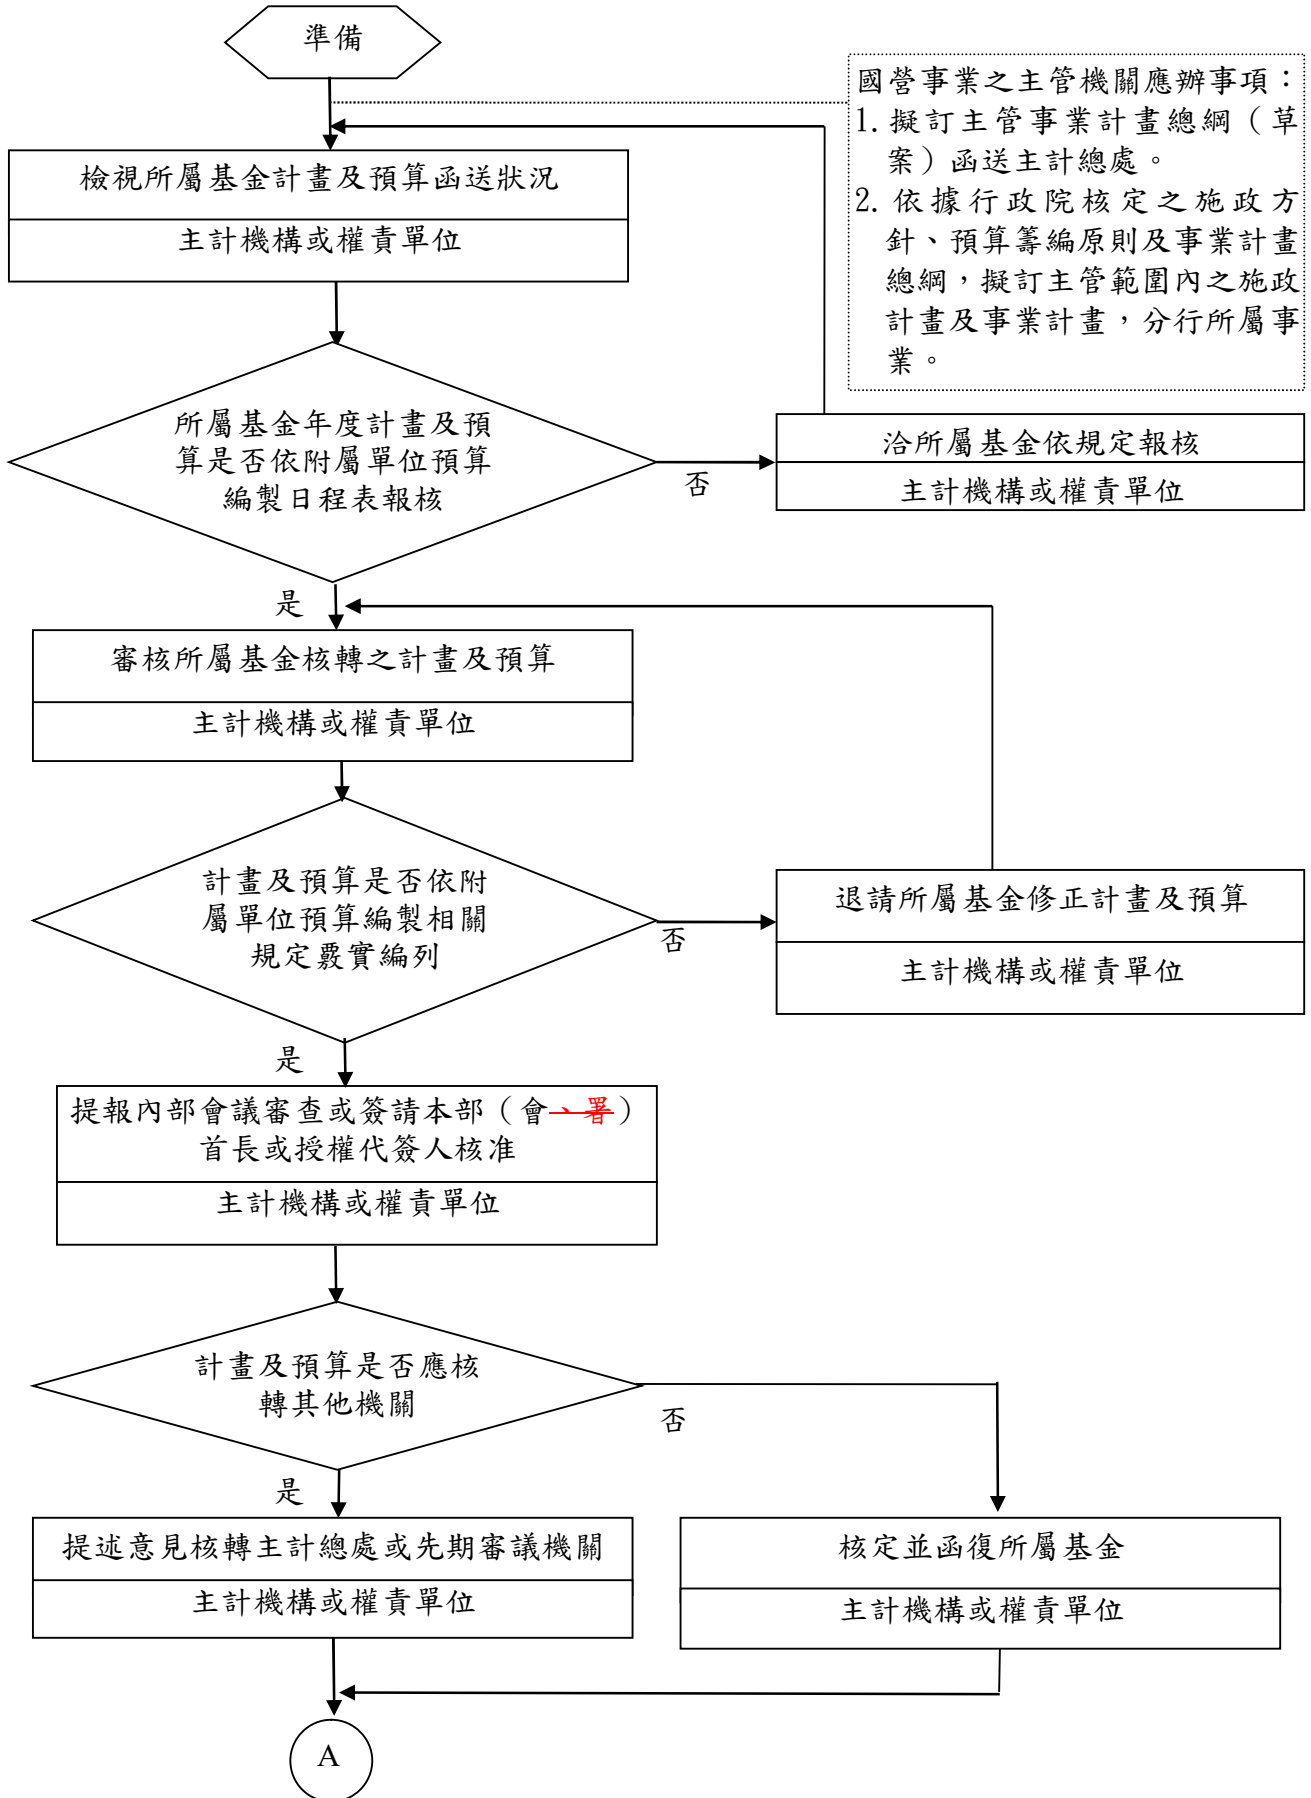 準備
國營事業之主管機關應辦事項：
1. 擬訂主管事業計畫總綱（草
案）函送主計總處。
2. 依據行政院核定之施政方
針、預算籌編原則及事業計畫
總綱，擬訂主管範圍內之施政
計畫及事業計畫，分行所屬事
業。
檢視所屬基金計畫及預算函送狀況
主計機構或權責單位
所屬基金年度計畫及預
算是否依附屬單位預算
編製日程表報核
否
洽所屬基金依規定報核
主計機構或權責單位
是
審核所屬基金核轉之計畫及預算
主計機構或權責單位
計畫及預算是否依附
屬單位預算編製相關
規定覈實編列
否
退請所屬基金修正計畫及預算
主計機構或權責單位
是
提報內部會議審查或簽請本部（會、署）
首長或授權代簽人核准
主計機構或權責單位
計畫及預算是否應核
轉其他機關
否
是
提述意見核轉主計總處或先期審議機關
主計機構或權責單位
核定並函復所屬基金
主計機構或權責單位
A